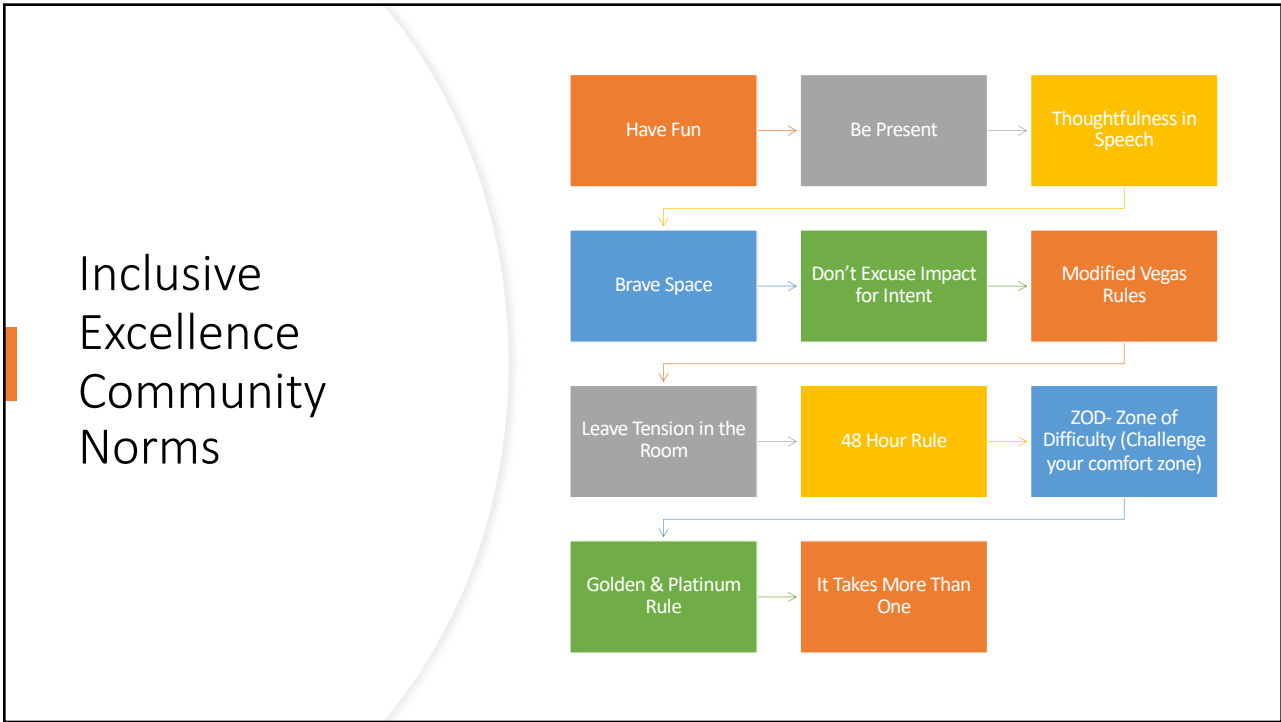 Inclusive
Excellence
Community
Norms
Have Fun
Be Present
Thoughtfulness in
Speech
Brave Space
Don’t Excuse Impact
for Intent
Modified Vegas
Rules
Leave Tension in the
Room
48 Hour Rule
ZOD- Zone of
Difficulty (Challenge
your comfort zone)
Golden & Platinum
Rule
It Takes More Than
One